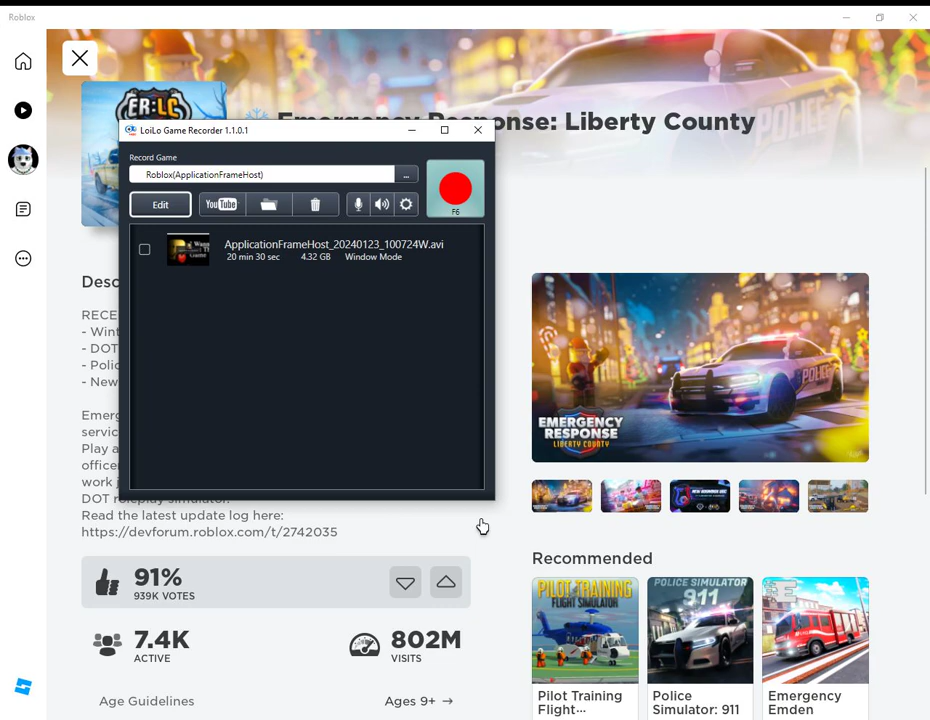 Roblox
ER:LC
Emergency Response: Liberty County
POLICE
LoiLo Game Recorder 1.1.0.1
Record Game
Roblox(ApplicationFrameHost)
...
Edit
YouTube
F6
ApplicationFrameHost_20240123_100724W.avi
20 min 30 sec 4.32 GB Window Mode
Desc
RECE
- Wint
- DOT
- Polic
- New
Emerg
servic
Play a
officer
work j
DOT roleplay simulator.
Read the latest update log here:
https://devforum.roblox.com/t/2742035
91%
939K VOTES
7.4K
ACTIVE
802M
VISITS
Age Guidelines
Ages 9+ →
POLICE
EMERGENCY
RESPONSE
LIBERTY COUNTY
Recommended
PILOT TRAINING
FLIGHT SIMULATOR
POLICE SIMULATOR
911
Pilot Training
Flight...
Police
Simulator: 911
Emergency
Emden